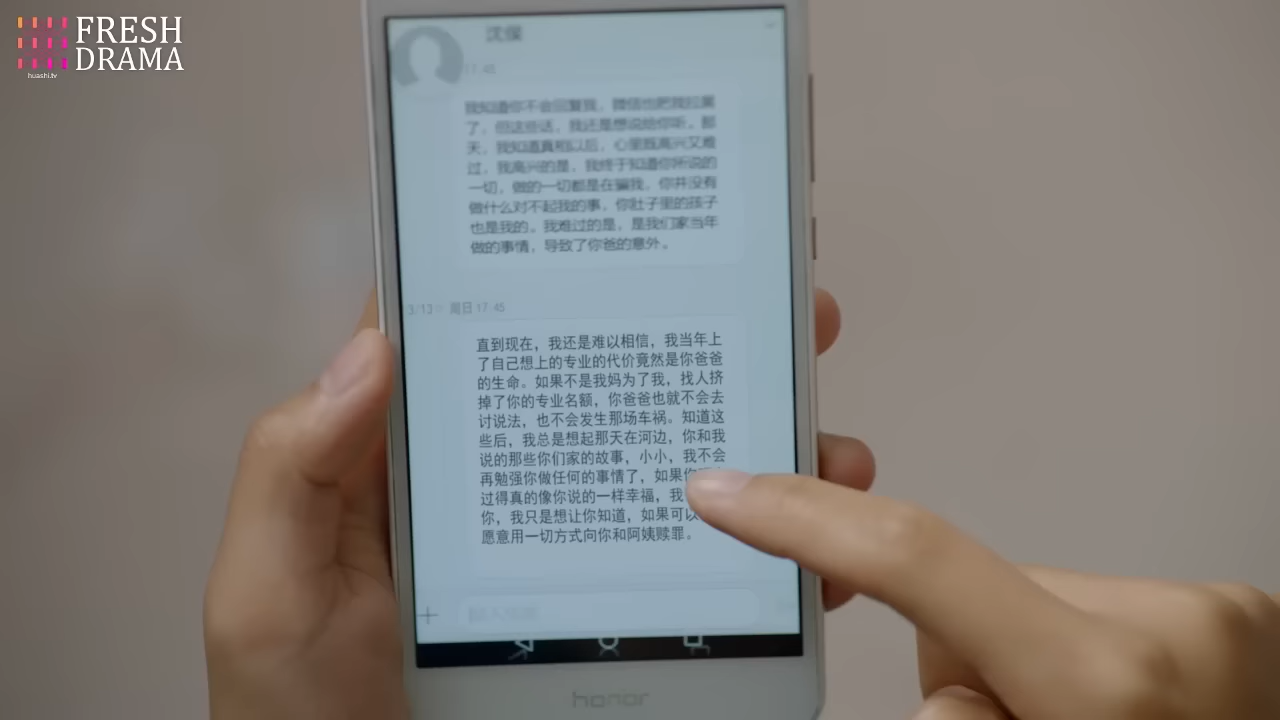 FRESH
DRAMA
huashi.tv
沈侯
17:45
我知道你不会回复我，微信也把我拉黑
了，但这些话，我还是想说给你听。那
天，我知道真相以后，心里既高兴又难
过，我高兴的是，我终于知道你所说的
一切，做的一切都是在骗我，你并没有
做什么对不起我的事，你肚子里的孩子
也是我的。我难过的是，是我们家当年
做的事情，导致了你爸的意外。
周日 17:45
直到现在，我还是难以相信，我当年上
了自己想上的专业的代价竟然是你爸爸
的生命。如果不是我妈为了我，找人挤
掉了你的专业名额，你爸爸也就不会去
讨说法，也不会发生那场车祸。知道这
些后，我总是想起那天在河边，你和我
说的那些你们家的故事，小小，我不会
再勉强你做任何的事情了，如果你
过得真的像你说的一样幸福，我
你，我只是想让你知道，如果可以
愿意用一切方式向你和阿姨赎罪。
honor